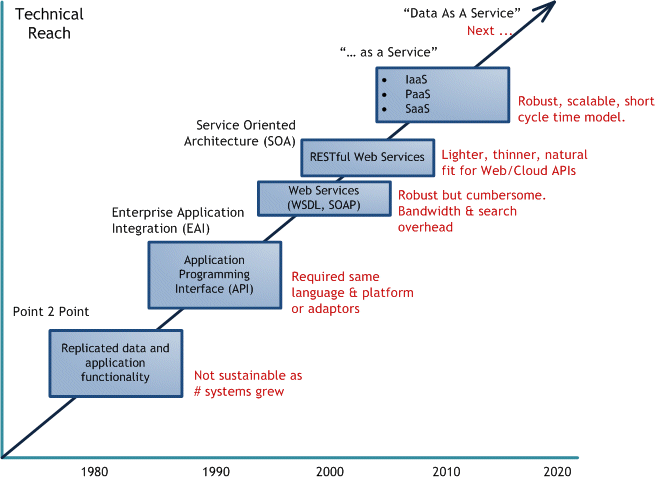 Technical
Reach
“Data As A Service”
Next ...
“... as a Service”
• IaaS
• PaaS
• SaaS
Robust, scalable, short
cycle time model.
Service Oriented
Architecture (SOA)
RESTful Web Services
Lighter, thinner, natural
fit for Web/Cloud APIs
Web Services
(WSDL, SOAP)
Robust but cumbersome.
Bandwidth & search
overhead
Enterprise Application
Integration (EAI)
Application
Programming
Interface (API)
Required same
language & platform
or adaptors
Point 2 Point
Replicated data and
application
functionality
Not sustainable as
# systems grew
1980
1990
2000
2010
2020